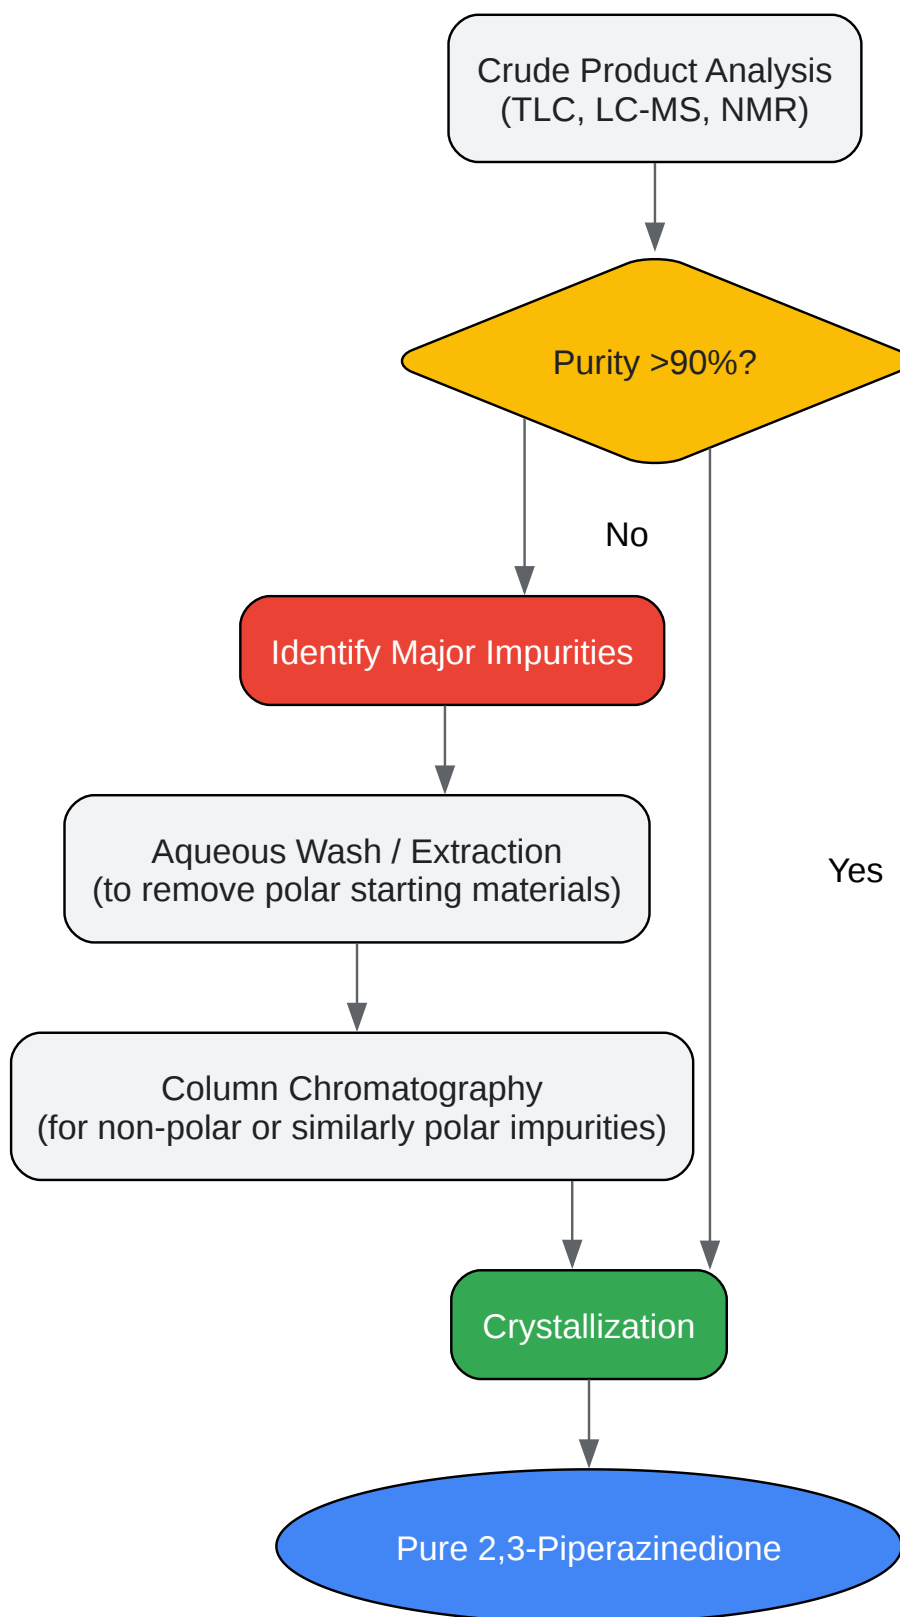 Crude Product Analysis
(TLC, LC-MS, NMR)
Purity >90%?
No
Identify Major Impurities
Aqueous Wash / Extraction
(to remove polar starting materials)
Yes
Column Chromatography
(for non-polar or similarly polar impurities)
Crystallization
Pure 2,3-Piperazinedione